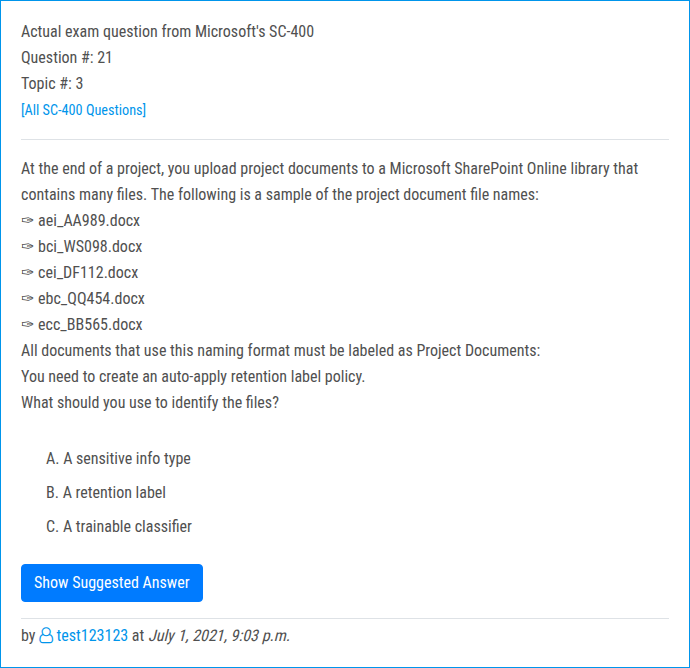 Actual exam question from Microsoft's SC-400
Question #: 21
Topic #: 3
[All SC-400 Questions]
At the end of a project, you upload project documents to a Microsoft SharePoint Online library that
contains many files. The following is a sample of the project document file names:
✑ aei_AA989.docx
✑ bci_WS098.docx
✑ cei_DF112.docx
✑ ebc_QQ454.docx
✑ ecc_BB565.docx
All documents that use this naming format must be labeled as Project Documents:
You need to create an auto-apply retention label policy.
What should you use to identify the files?
A. A sensitive info type
B. A retention label
C. A trainable classifier
Show Suggested Answer
by test123123 at July 1, 2021, 9:03 p.m.